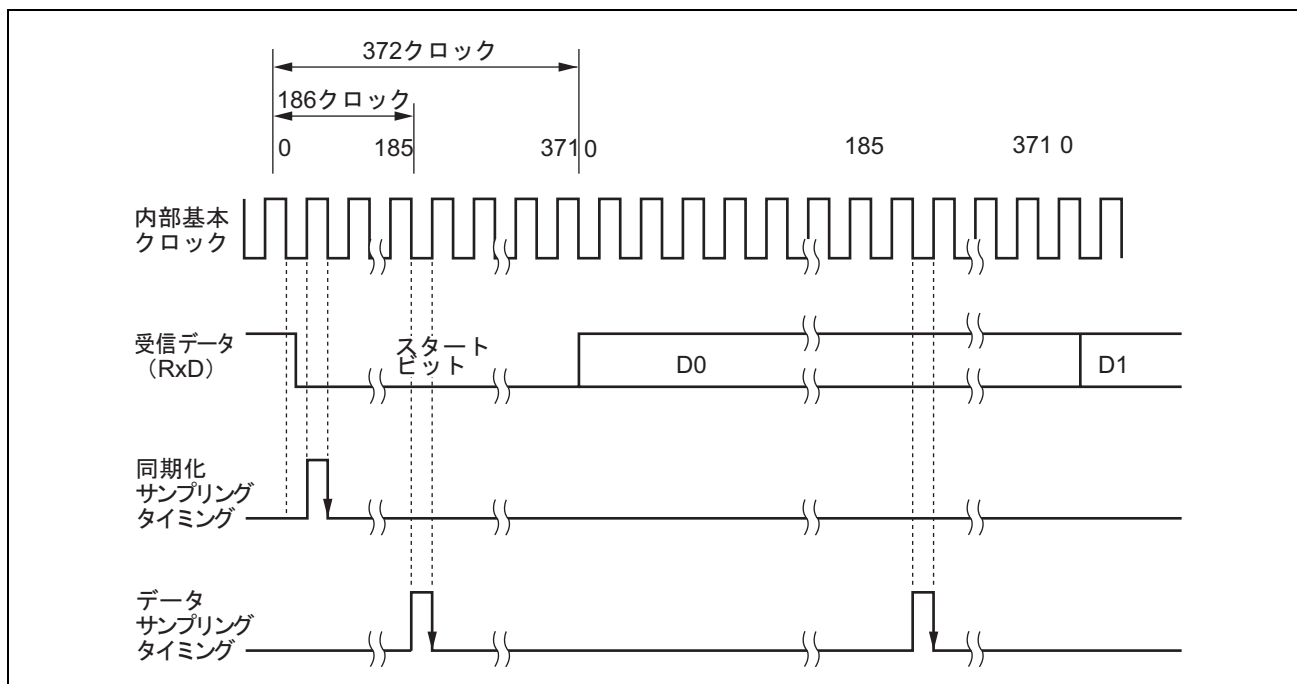 372クロック
186クロック
0 185 371 0 185 371 0
内部基本
クロック
受信データ
（RxD）
スタート
ビット
D0
D1
同期化
サンプリング
タイミング
データ
サンプリング
タイミング